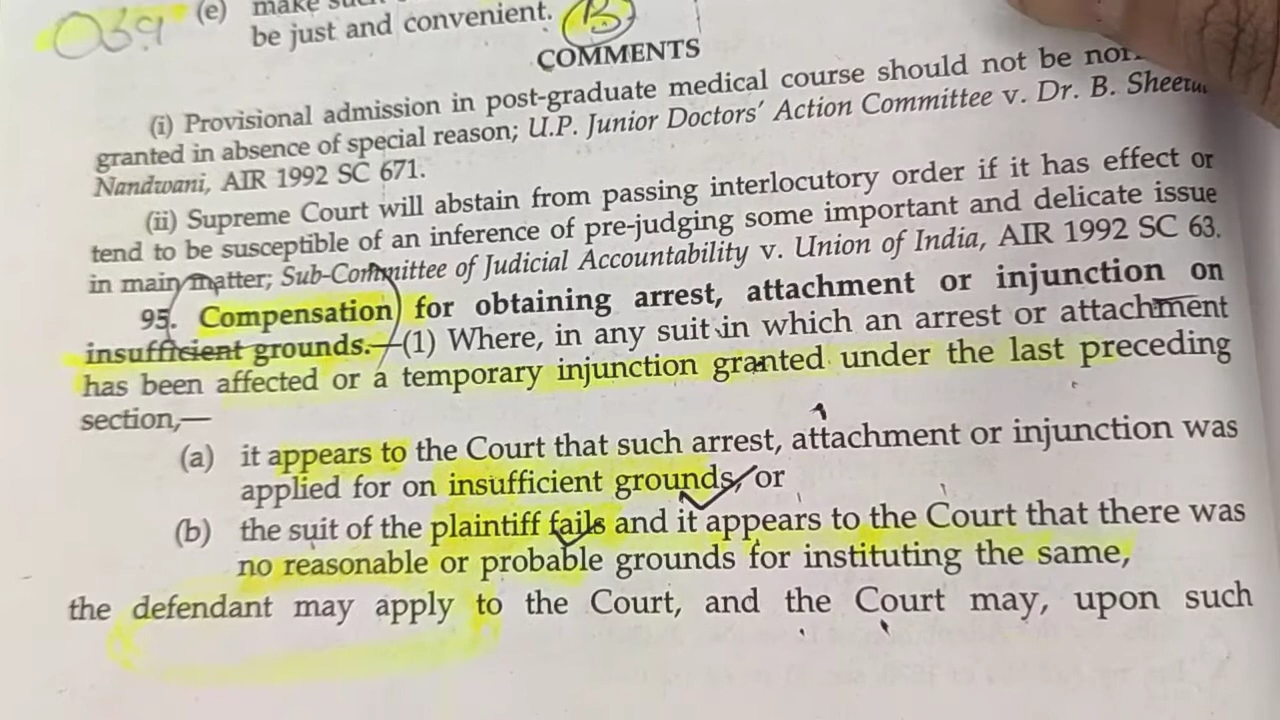 O39 (e) make such
be just and convenient. B
COMMENTS
(i) Provisional admission in post-graduate medical course should not be
granted in absence of special reason; U.P. Junior Doctors' Action Committee v. Dr. B.
Nandwani, AIR 1992 SC 671.
(ii) Supreme Court will abstain from passing interlocutory order if it has effect or
tend to be susceptible of an inference of pre-judging some important and delicate issue
in main matter; Sub-Committee of Judicial Accountability v. Union of India, AIR 1992 SC 63.
95. Compensation for obtaining arrest, attachment or injunction on
insufficient grounds.—(1) Where, in any suit in which an arrest or attachment
has been affected or a temporary injunction granted under the last preceding
section,—
(a) it appears to the Court that such arrest, attachment or injunction was
applied for on insufficient grounds, or
(b) the suit of the plaintiff fails and it appears to the Court that there was
no reasonable or probable grounds for instituting the same,
the defendant may apply to the Court, and the Court may, upon such